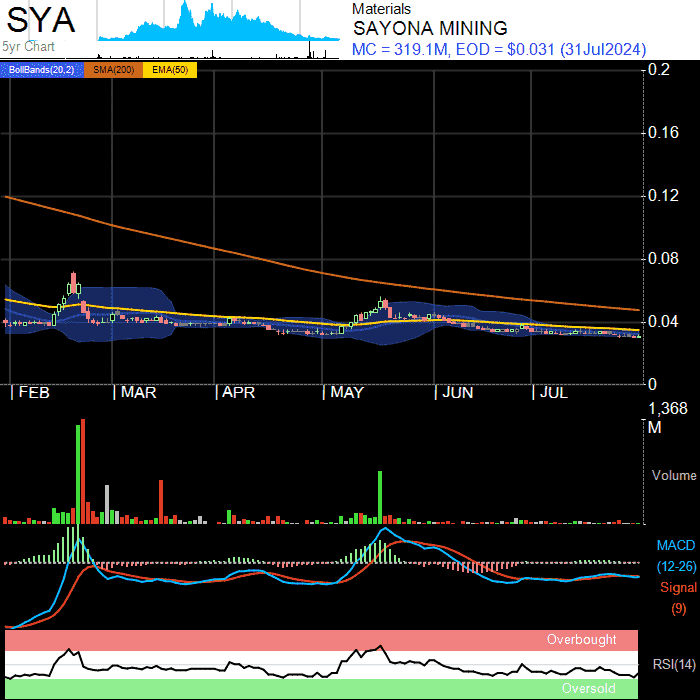 SYA
5yr Chart
Materials
SAYONA MINING
MC = 319.1M, EOD = $0.031 (31Jul2024)
BollBands(20,2) SMA(200) EMA(50)
0.2
0.16
0.12
0.08
0.04
0
FEB MAR APR MAY JUN JUL
1,368
M
Volume
MACD
(12-26)
Signal
(9)
Overbought
RSI(14)
Oversold